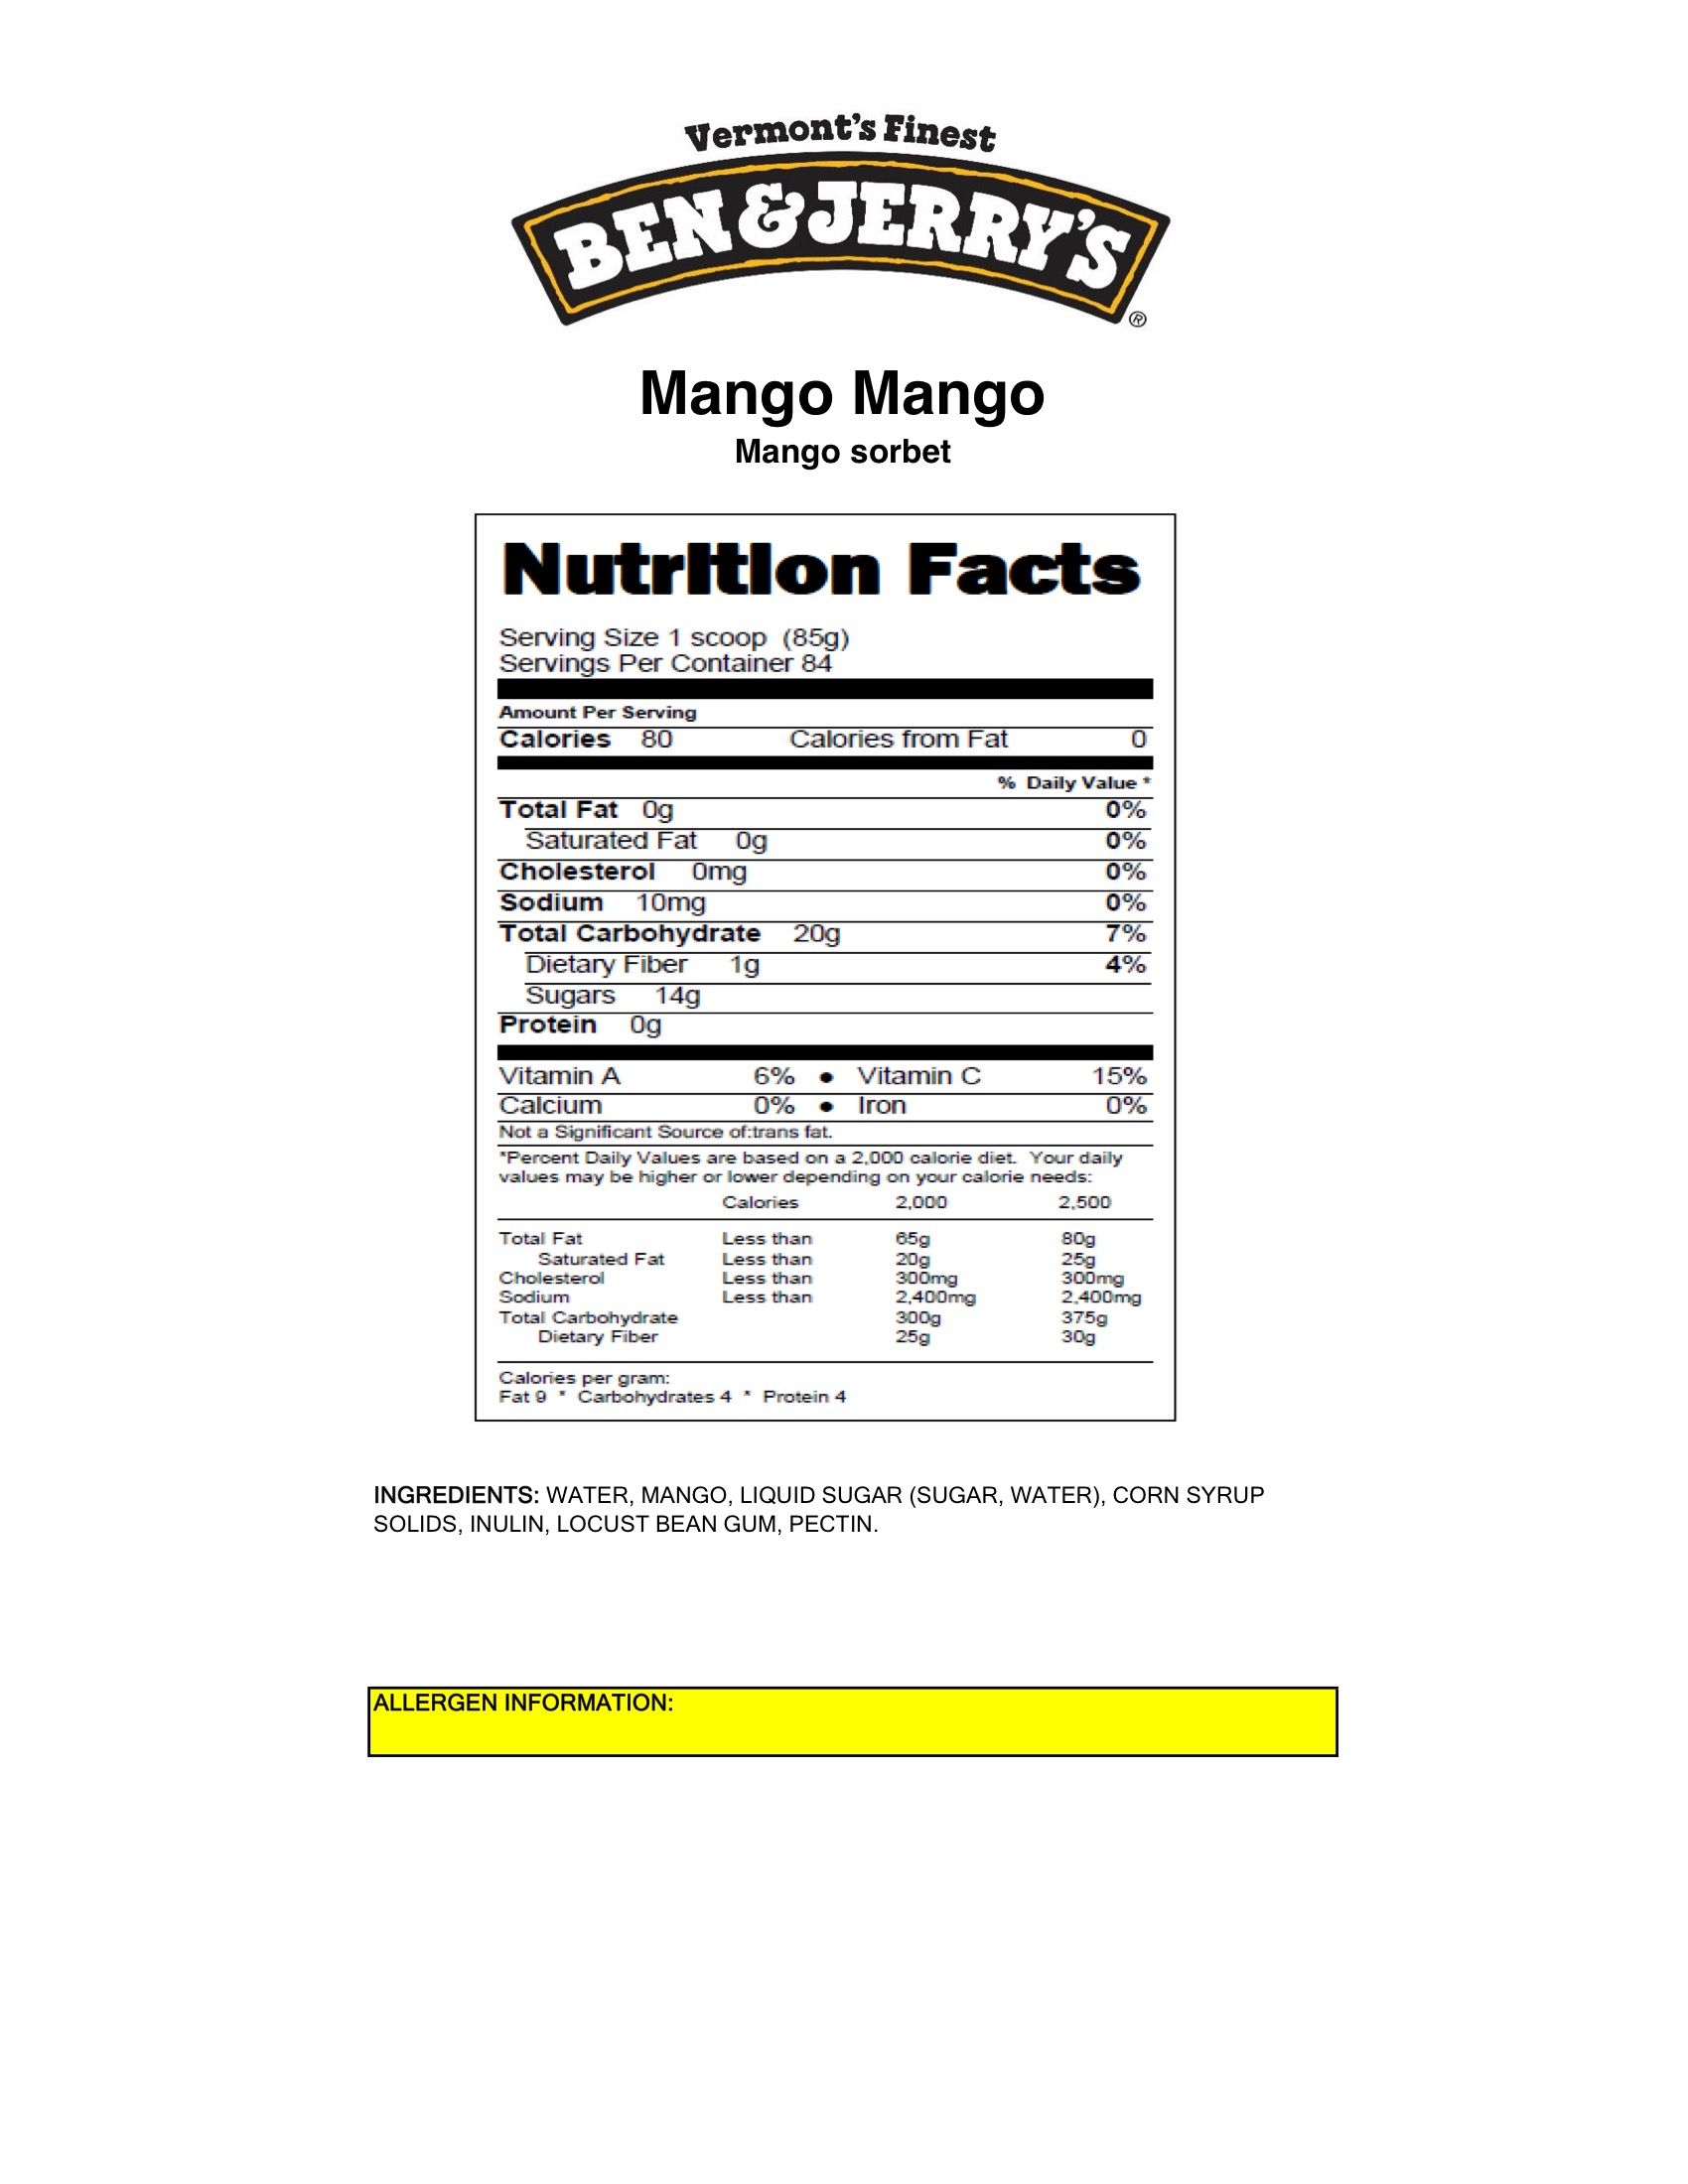 Vermont's Finest
BEN & JERRY'S
®
Mango Mango
Mango sorbet
Nutrition Facts
Serving Size 1 scoop (85g)
Servings Per Container 84
Amount Per Serving
Calories 80 Calories from Fat 0
% Daily Value *
Total Fat 0g 0%
Saturated Fat 0g 0%
Cholesterol 0mg 0%
Sodium 10mg 0%
Total Carbohydrate 20g 7%
Dietary Fiber 1g 4%
Sugars 14g
Protein 0g
Vitamin A 6% • Vitamin C 15%
Calcium 0% • Iron 0%
Not a Significant Source of:trans fat.
*Percent Daily Values are based on a 2,000 calorie diet. Your daily
values may be higher or lower depending on your calorie needs:
Calories 2,000 2,500
Total Fat Less than 65g 80g
Saturated Fat Less than 20g 25g
Cholesterol Less than 300mg 300mg
Sodium Less than 2,400mg 2,400mg
Total Carbohydrate 300g 375g
Dietary Fiber 25g 30g
Calories per gram:
Fat 9 * Carbohydrates 4 * Protein 4
INGREDIENTS: WATER, MANGO, LIQUID SUGAR (SUGAR, WATER), CORN SYRUP
SOLIDS, INULIN, LOCUST BEAN GUM, PECTIN.
ALLERGEN INFORMATION: